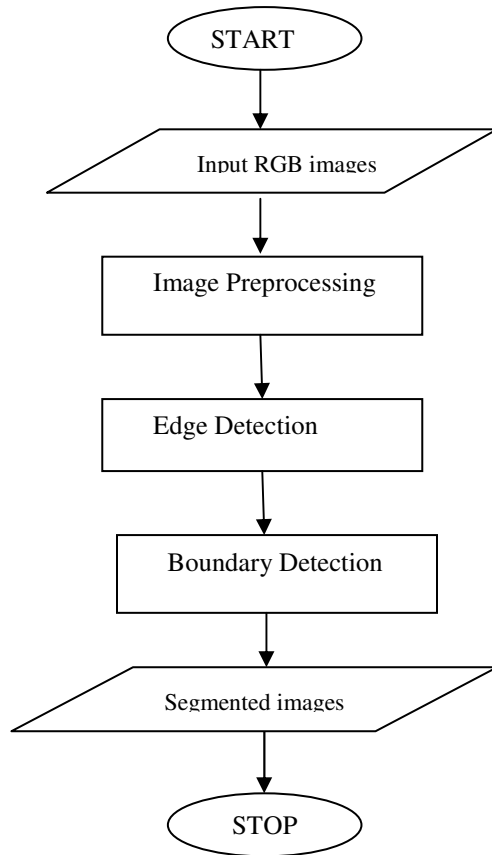 START
Input RGB images
Image Preprocessing
Edge Detection
Boundary Detection
Segmented images
STOP